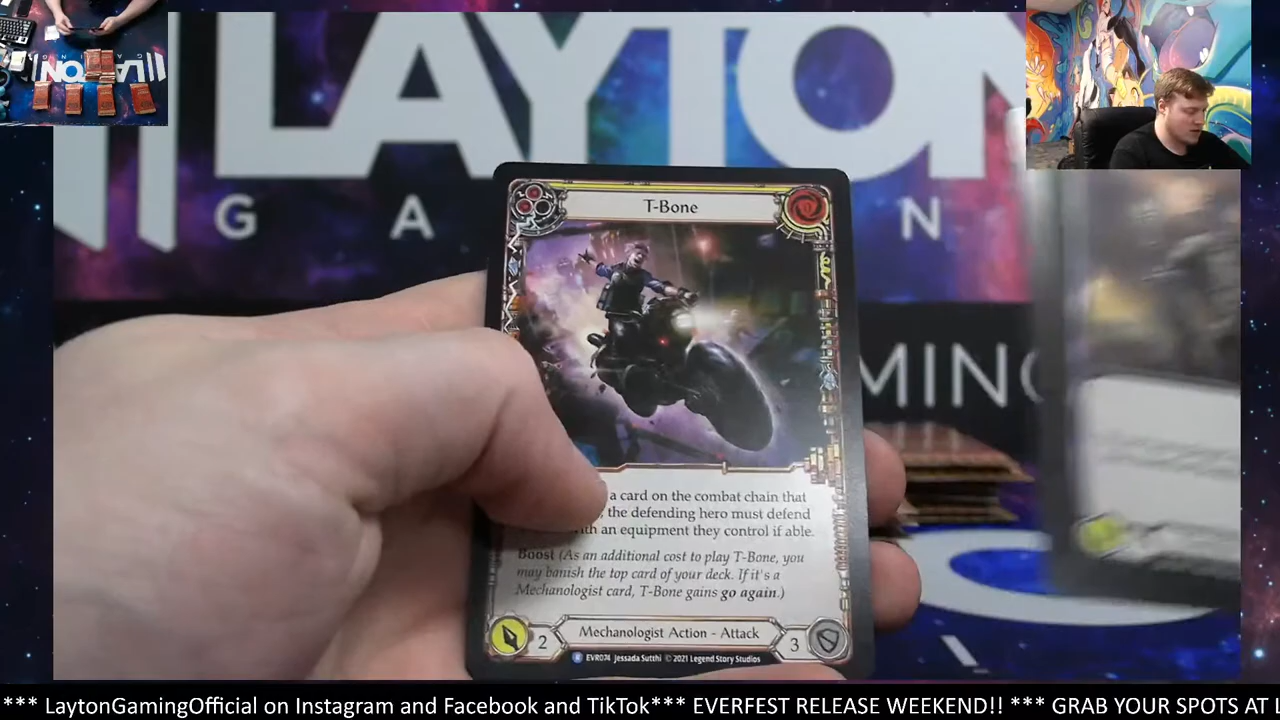 LAYTON
G A N
MING
T-Bone
0
a card on the combat chain that
the defending hero must defend
an equipment they control if able.
Boost (As an additional cost to play T-Bone, you
may banish the top card of your deck. If it's a
Mechanologist card, T-Bone gains go again.)
2 Mechanologist Action - Attack 3
R EVR074 Jessada Sutthi © 2021 Legend Story Studios
*** LaytonGamingOfficial on Instagram and Facebook and TikTok*** EVERFEST RELEASE WEEKEND!! *** GRAB YOUR SPOTS AT L